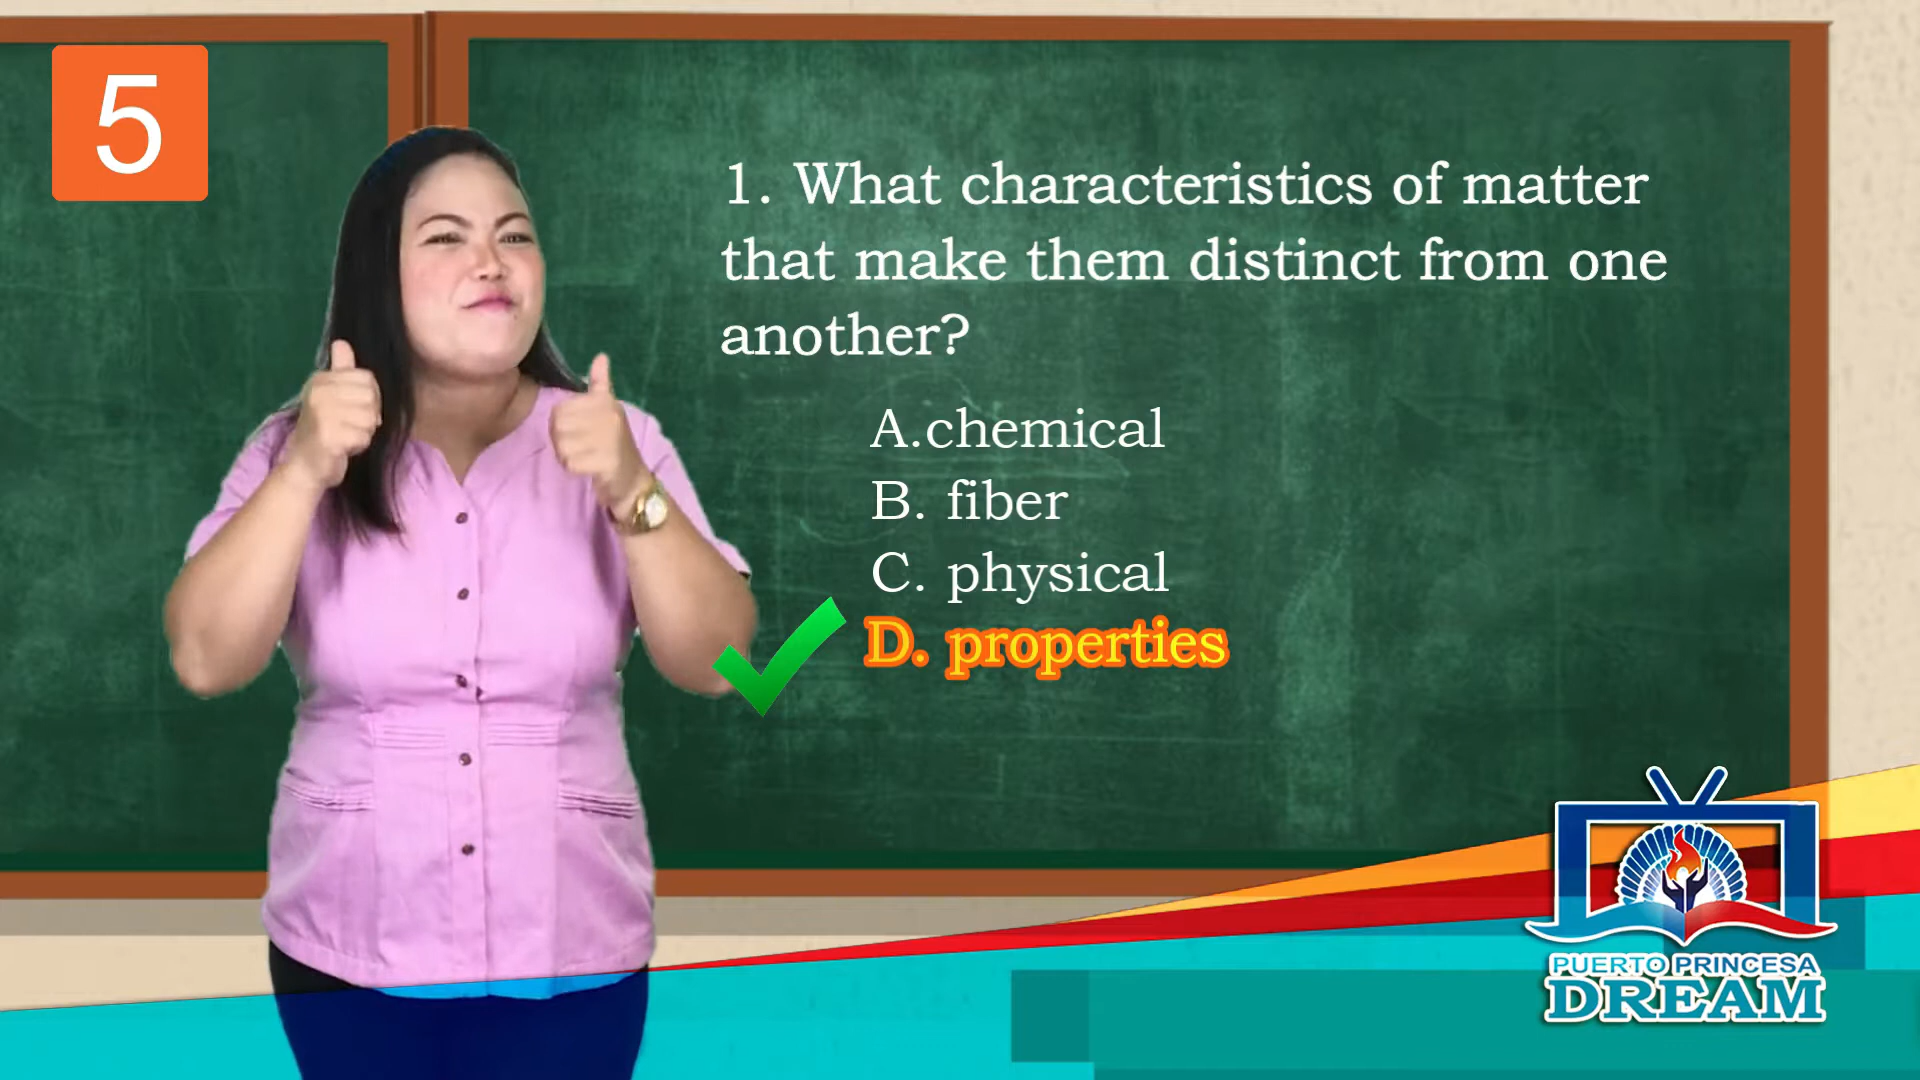 5
1. What characteristics of matter
that make them distinct from one
another?
A.chemical
B. fiber
C. physical
D. properties
PUERTO PRINCESA
DREAM